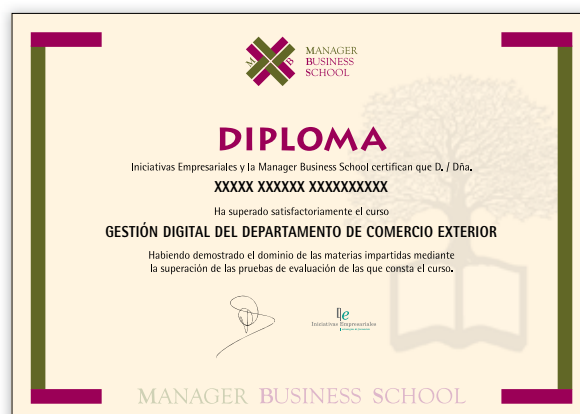 M B
MANAGER
BUSINESS
SCHOOL
DIPLOMA
Iniciativas Empresariales y la Manager Business School certifican que D. / Dña.
XXXXX XXXXXX XXXXXXXXXX
Ha superado satisfactoriamente el curso
GESTIÓN DIGITAL DEL DEPARTAMENTO DE COMERCIO EXTERIOR
Habiendo demostrado el dominio de las materias impartidas mediante
la superación de las pruebas de evaluación de las que consta el curso.
Iniciativas Empresariales
MANAGER BUSINESS SCHOOL